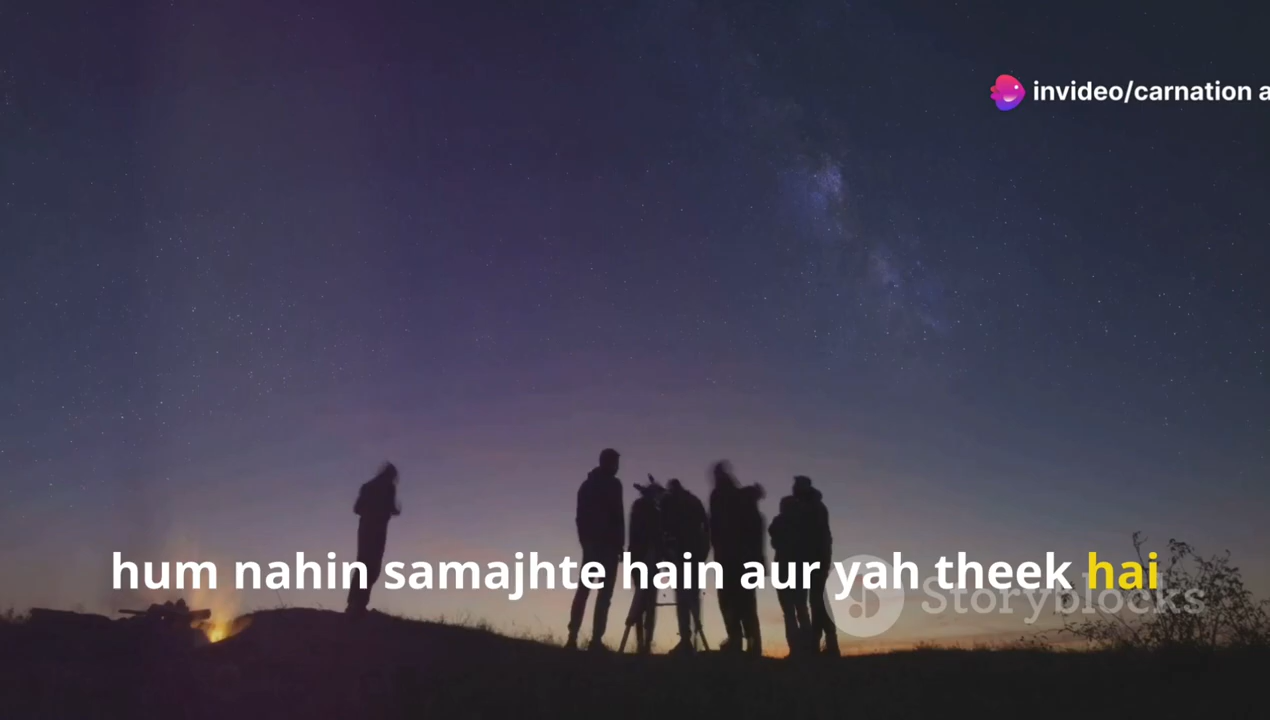 invideo/carnation a
hum nahin samajhte hain aur yah theek hai
Storyblocks